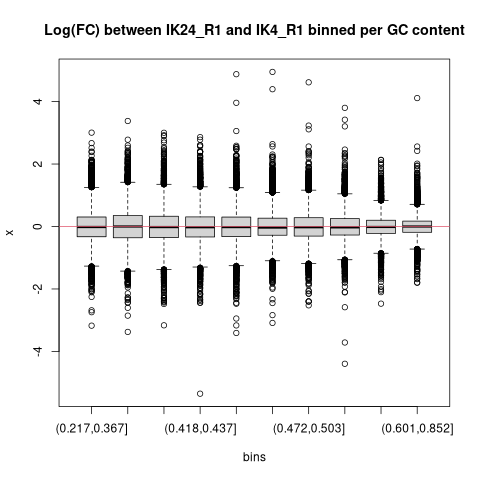 Log(FC) between IK24_R1 and IK4_R1 binned per GC content
4
2
0
-2
-4
x
(0.217,0.367] (0.418,0.437] (0.472,0.503] (0.601,0.852]
bins